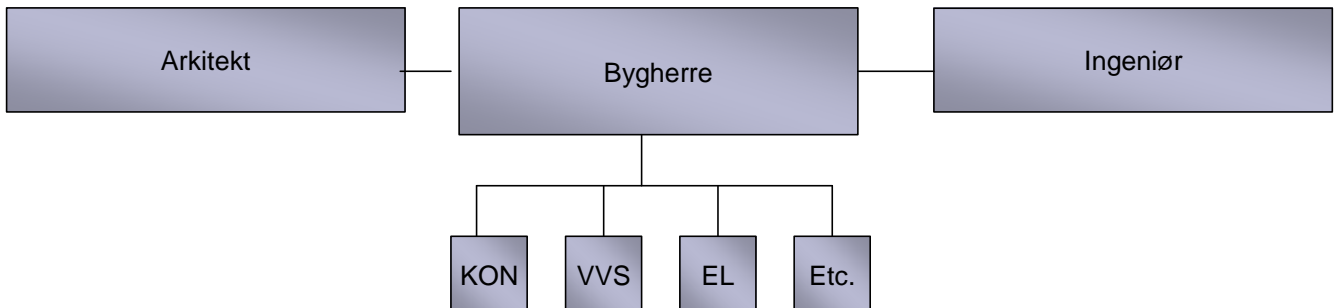 Arkitekt
Bygherre
Ingeniør
KON
VVS
EL
Etc.